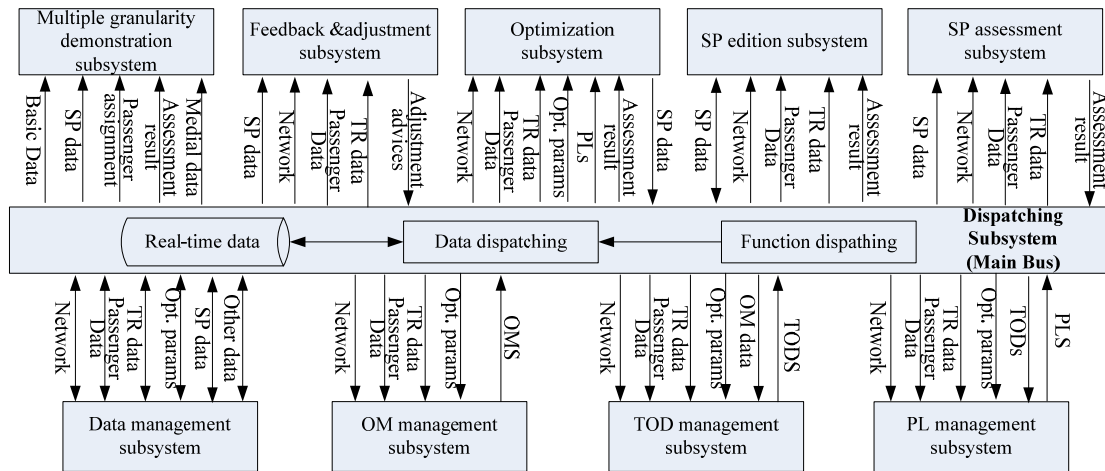 Multiple granularity
demonstration
subsystem
Feedback &adjustment
subsystem
Optimization
subsystem
SP edition subsystem
SP assessment
subsystem
Basic Data
SP data
Passenger
assignment
Assessment
result
Medial data
SP data
Network
Passenger
Data
TR data
Adjustment
advices
Network
Passenger
Data
TR data
Opt. params
PLs
Assessment
result
SP data
SP data
Network
Passenger
Data
TR data
Assessment
result
SP data
Network
Passenger
Data
TR data
Assessment
result
Real-time data
Data dispatching
Function dispathing
Dispatching
Subsystem
(Main Bus)
Network
Passenger
Data
TR data
Opt. params
SP data
Other data
Network
Passenger
Data
TR data
Opt. params
OMS
Network
Passenger
Data
TR data
Opt. params
OM data
TODS
Network
Passenger
Data
TR data
Opt. params
TODs
PLS
Data management
subsystem
OM management
subsystem
TOD management
subsystem
PL management
subsystem